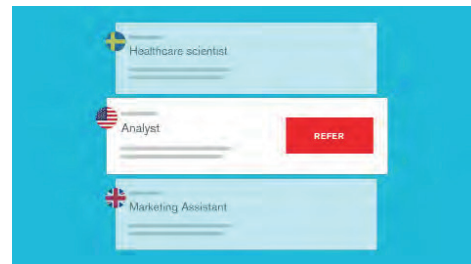 Healthcare scientist
Analyst
REFER
Marketing Assistant